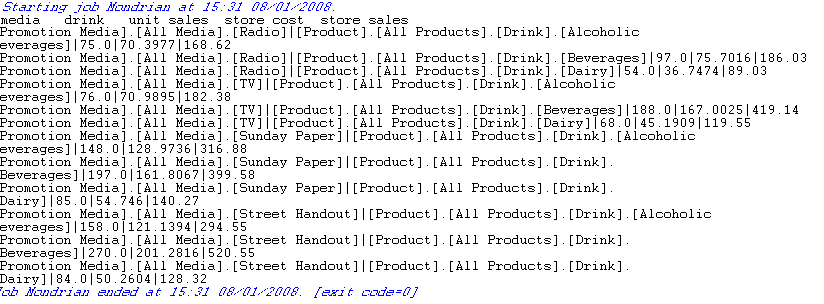 Starting job Mondrian at 15:31 08/01/2008.
media drink unit sales store cost store sales
Promotion Media].[All Media].[Radio]|[Product].[All Products].[Drink].[Alcoholic
everages]|75.0|70.3977|168.62
Promotion Media].[All Media].[Radio]|[Product].[All Products].[Drink].[Beverages]|97.0|75.7016|186.03
Promotion Media].[All Media].[Radio]|[Product].[All Products].[Drink].[Dairy]|54.0|36.7474|89.03
Promotion Media].[All Media].[TV]|[Product].[All Products].[Drink].[Alcoholic
everages]|76.0|70.9895|182.38
Promotion Media].[All Media].[TV]|[Product].[All Products].[Drink].[Beverages]|188.0|167.0025|419.14
Promotion Media].[All Media].[TV]|[Product].[All Products].[Drink].[Dairy]|68.0|45.1909|119.55
Promotion Media].[All Media].[Sunday Paper]|[Product].[All Products].[Drink].[Alcoholic
everages]|148.0|128.9736|316.88
Promotion Media].[All Media].[Sunday Paper]|[Product].[All Products].[Drink].
Beverages]|197.0|161.8067|399.58
Promotion Media].[All Media].[Sunday Paper]|[Product].[All Products].[Drink].
Dairy]|85.0|54.746|140.27
Promotion Media].[All Media].[Street Handout]|[Product].[All Products].[Drink].[Alcoholic
everages]|158.0|121.1394|294.55
Promotion Media].[All Media].[Street Handout]|[Product].[All Products].[Drink].
Beverages]|270.0|201.2816|520.55
Promotion Media].[All Media].[Street Handout]|[Product].[All Products].[Drink].
Dairy]|84.0|50.2604|128.32
Job Mondrian ended at 15:31 08/01/2008. [exit code=0]